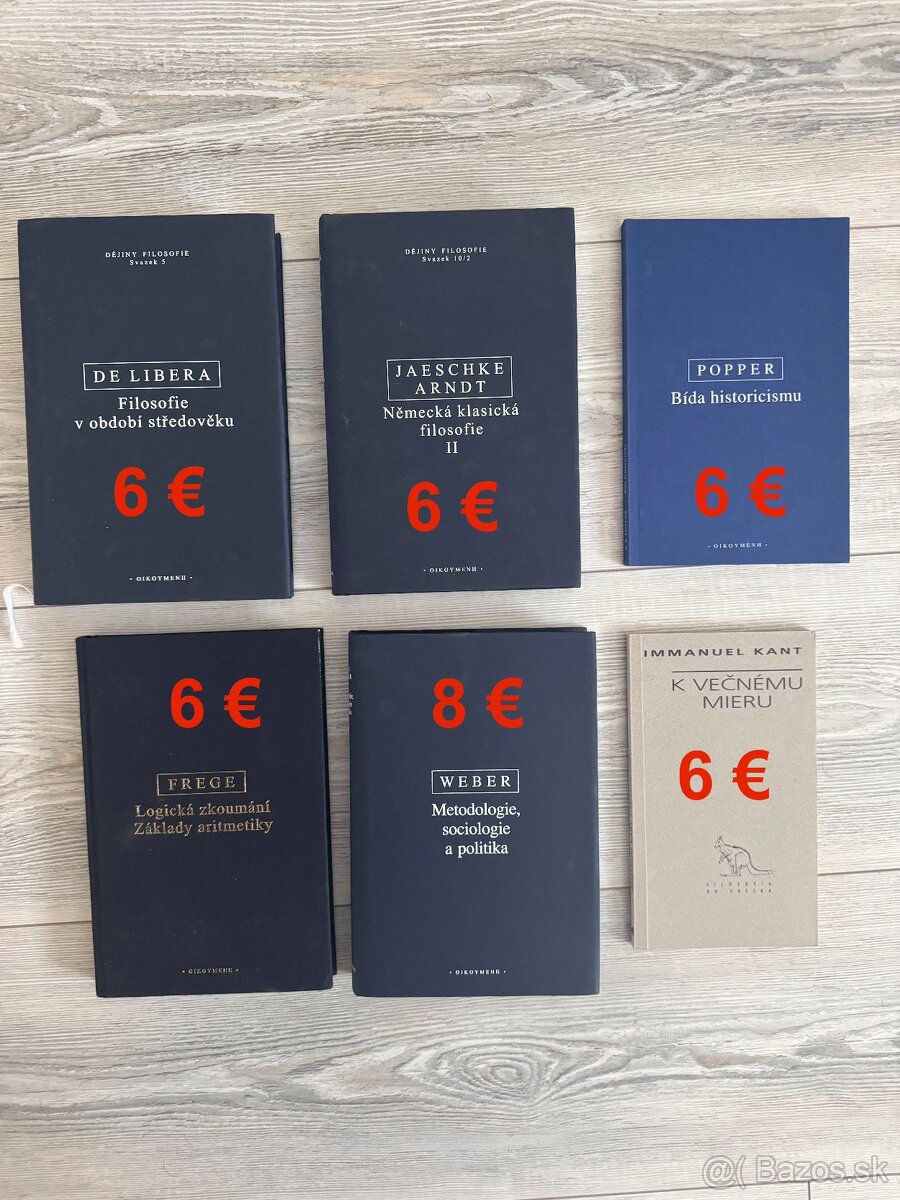 DĚJINY FILOSOFIE
Svazek 5
DE LIBERA
Filosofie
v období středověku
6 €
· OIKOYMENH ·
DĚJINY FILOSOFIE
Svazek 10/2
JAESCHKE
ARNDT
Německá klasická
filosofie
II
6 €
· OIKOYMENH ·
POPPER
Bída historicismu
6 €
· OIKOYMENH ·
6 €
FREGE
Logická zkoumání
Základy aritmetiky
· OIKOYMENH ·
8 €
WEBER
Metodologie,
sociologie
a politika
· OIKOYMENH ·
IMMANUEL KANT
K VEČNÉMU
MIERU
6 €
FILOZOFIA
DO VRECKA
@( Bazos.sk